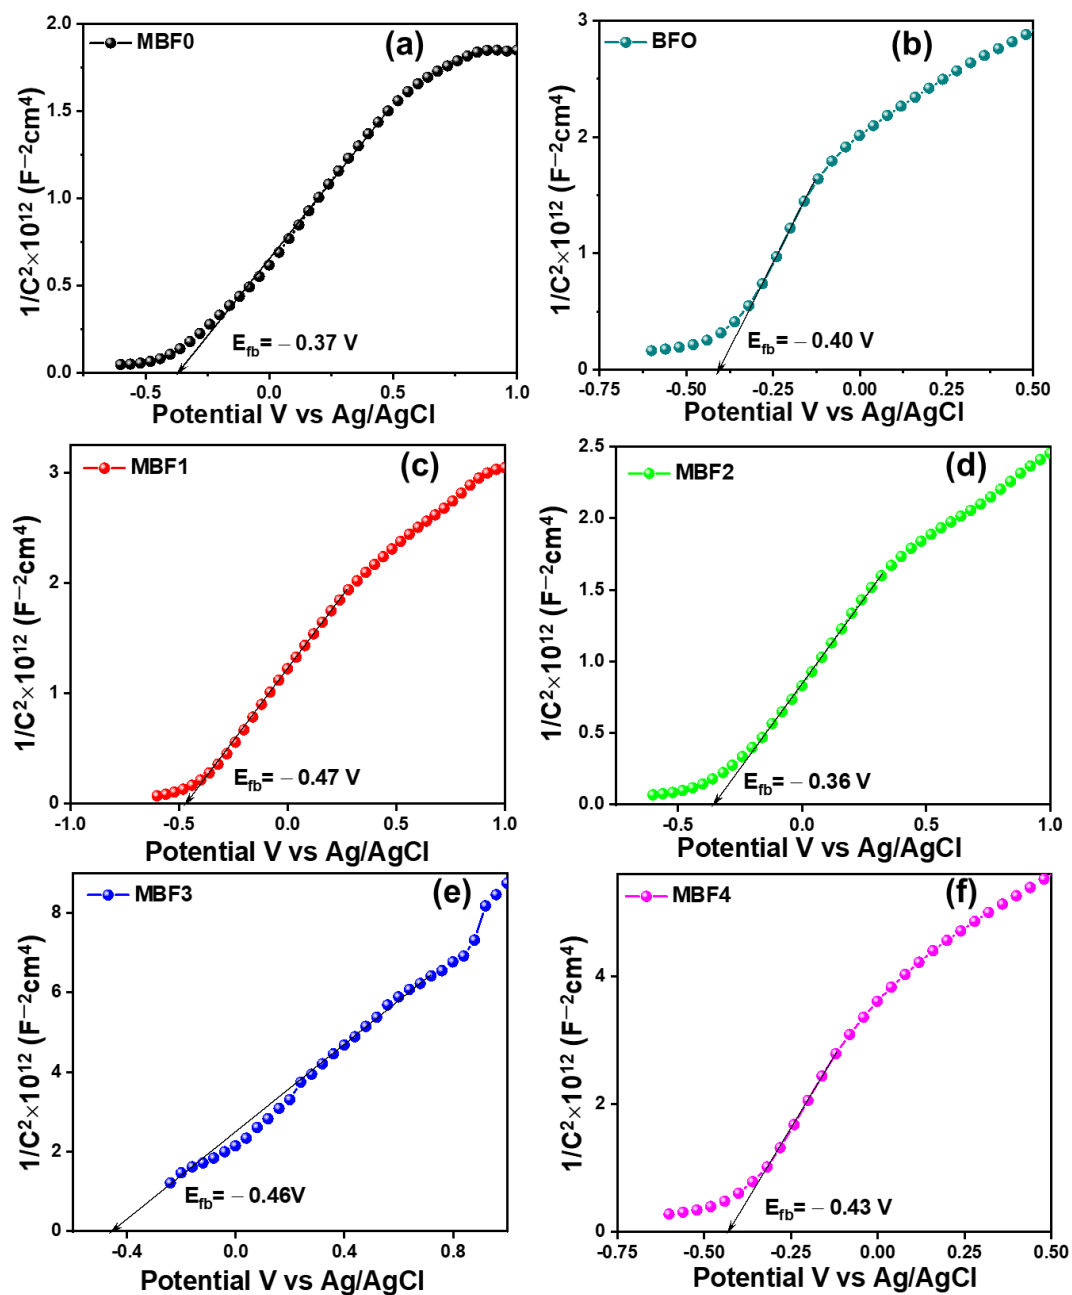 MBF0
(a)
2.0
1.5
1.0
0.5
0.0
1/C²×10¹² (F⁻²cm⁴)
E_fb= – 0.37 V
-0.5 0.0 0.5 1.0
Potential V vs Ag/AgCl
BFO
(b)
3
2
1
0
1/C²×10¹² (F⁻²cm⁴)
E_fb= – 0.40 V
-0.75 -0.50 -0.25 0.00 0.25 0.50
Potential V vs Ag/AgCl
MBF1
(c)
3
2
1
0
1/C²×10¹² (F⁻²cm⁴)
E_fb= – 0.47 V
-1.0 -0.5 0.0 0.5 1.0
Potential V vs Ag/AgCl
MBF2
(d)
2.5
2.0
1.5
1.0
0.5
0.0
1/C²×10¹² (F⁻²cm⁴)
E_fb= – 0.36 V
-0.5 0.0 0.5 1.0
Potential V vs Ag/AgCl
MBF3
(e)
8
6
4
2
0
1/C²×10¹² (F⁻²cm⁴)
E_fb= – 0.46V
-0.4 0.0 0.4 0.8
Potential V vs Ag/AgCl
MBF4
(f)
4
2
0
1/C²×10¹² (F⁻²cm⁴)
E_fb= – 0.43 V
-0.75 -0.50 -0.25 0.00 0.25 0.50
Potential V vs Ag/AgCl